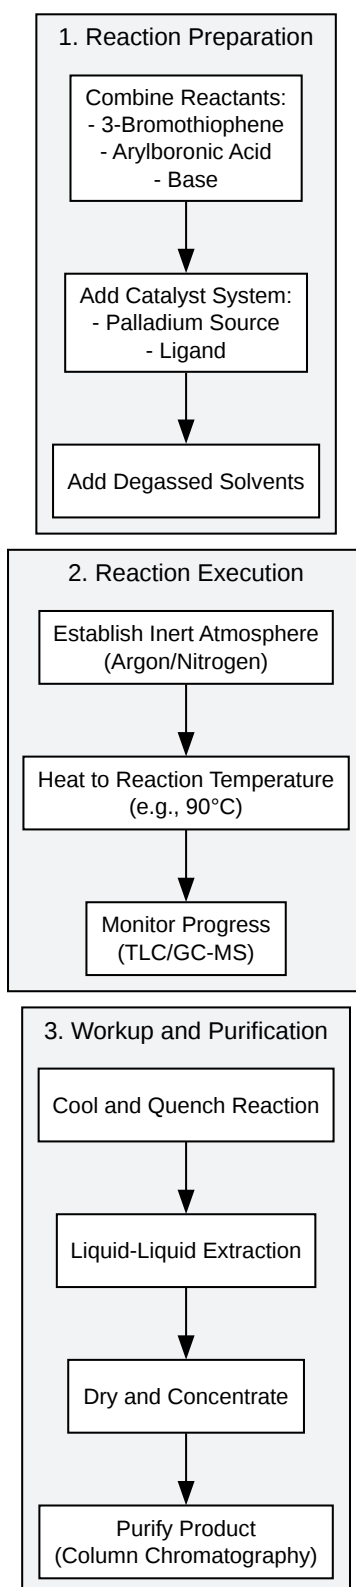 1. Reaction Preparation
Combine Reactants:
- 3-Bromothiophene
- Arylboronic Acid
- Base
Add Catalyst System:
- Palladium Source
- Ligand
Add Degassed Solvents
2. Reaction Execution
Establish Inert Atmosphere
(Argon/Nitrogen)
Heat to Reaction Temperature
(e.g., 90°C)
Monitor Progress
(TLC/GC-MS)
3. Workup and Purification
Cool and Quench Reaction
Liquid-Liquid Extraction
Dry and Concentrate
Purify Product
(Column Chromatography)